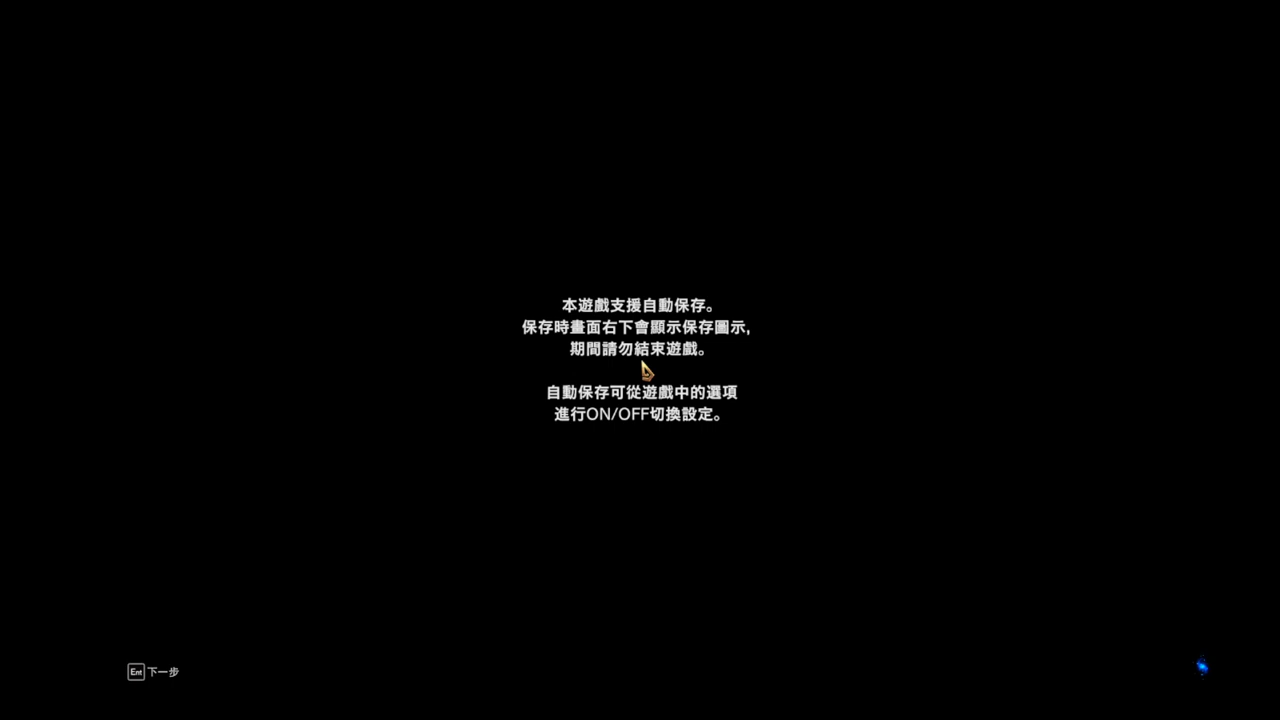 本遊戲支援自動保存。
保存時畫面右下會顯示保存圖示,
期間請勿結束遊戲。
自動保存可從遊戲中的選項
進行ON/OFF切換設定。
Ent 下一步